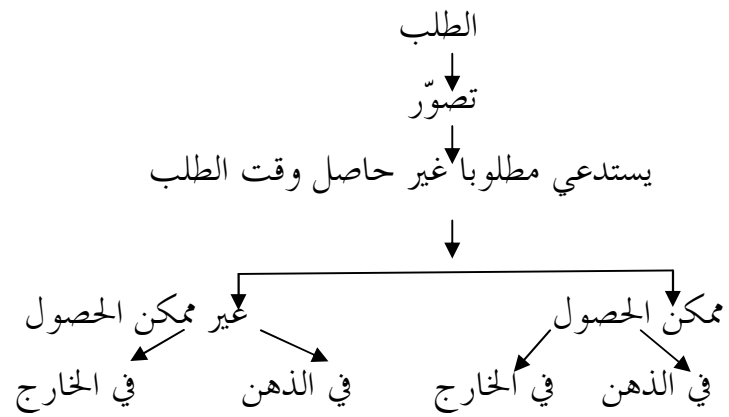 الطلب
تصوّر
يستدعي مطلوبا غير حاصل وقت الطلب
ممكن الحصول غير ممكن الحصول
في الذهن في الخارج في الذهن في الخارج